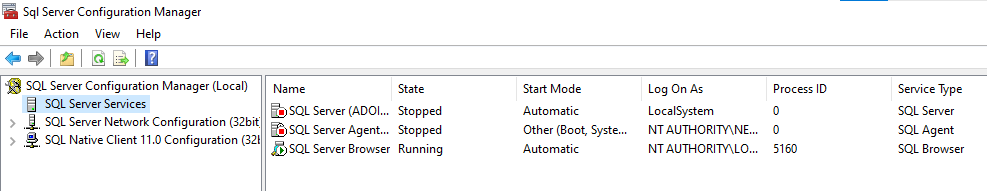 Sql Server Configuration Manager
File Action View Help
SQL Server Configuration Manager (Local)
SQL Server Services
SQL Server Network Configuration (32bit
SQL Native Client 11.0 Configuration (32l
Name State Start Mode Log On As Process ID Service Type
SQL Server (ADOI... Stopped Automatic LocalSystem 0 SQL Server
SQL Server Agent... Stopped Other (Boot, Syste... NT AUTHORITY\NE... 0 SQL Agent
SQL Server Browser Running Automatic NT AUTHORITY\LO... 5160 SQL Browser